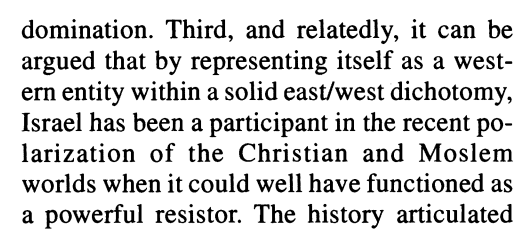 domination. Third, and relatedly, it can be
argued that by representing itself as a west-
ern entity within a solid east/west dichotomy,
Israel has been a participant in the recent po-
larization of the Christian and Moslem
worlds when it could well have functioned as
a powerful resistor. The history articulated